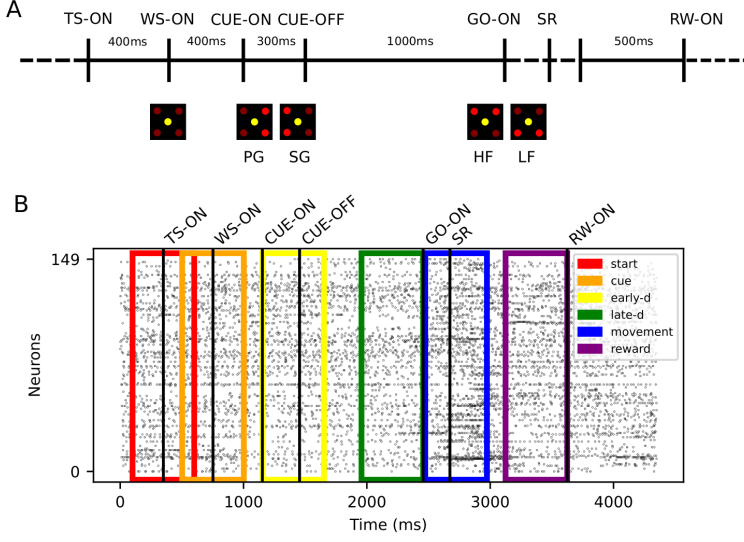 A
TS-ON WS-ON CUE-ON CUE-OFF GO-ON SR RW-ON
400ms 400ms 300ms 1000ms 500ms
PG SG HF LF
B
TS-ON WS-ON CUE-ON CUE-OFF GO-ON SR RW-ON
149
0
Neurons
start
cue
early-d
late-d
movement
reward
0 1000 2000 3000 4000
Time (ms)